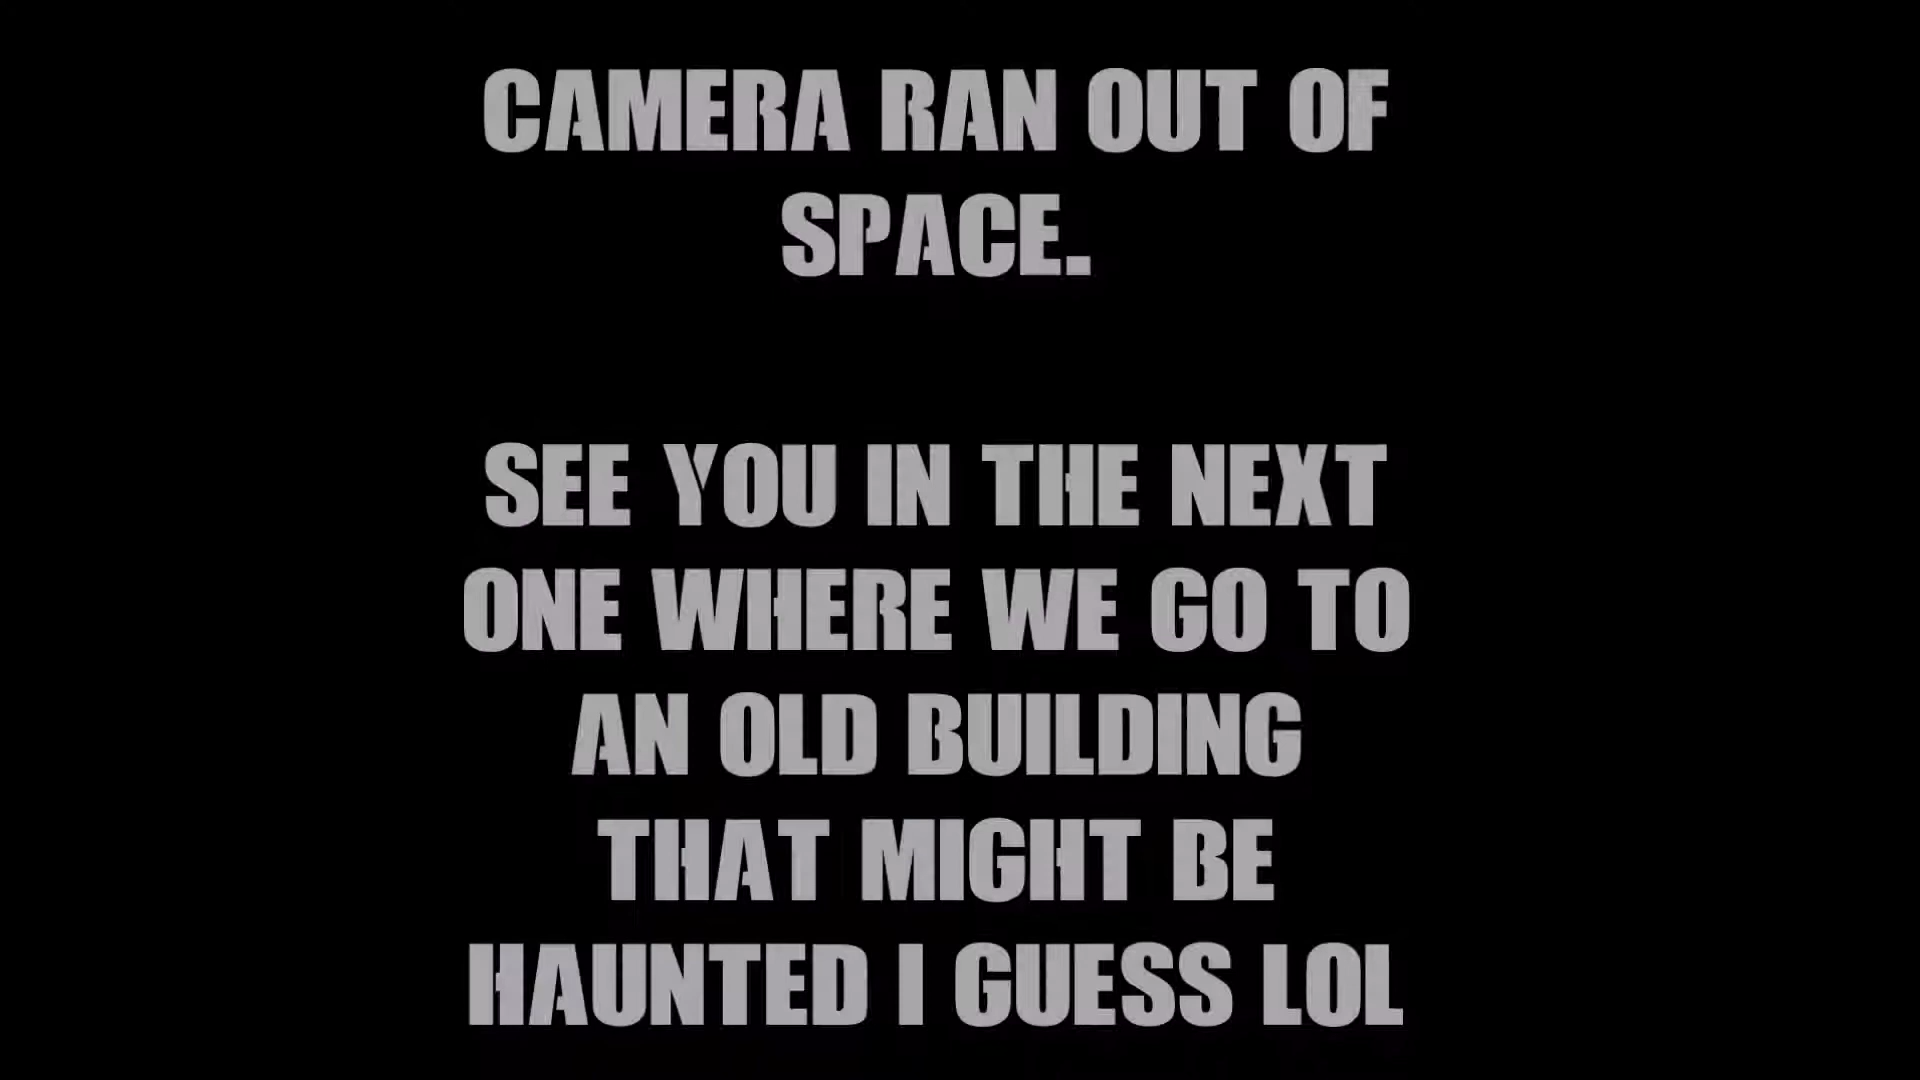 CAMERA RAN OUT OF
SPACE.
SEE YOU IN THE NEXT
ONE WHERE WE GO TO
AN OLD BUILDING
THAT MIGHT BE
HAUNTED I GUESS LOL